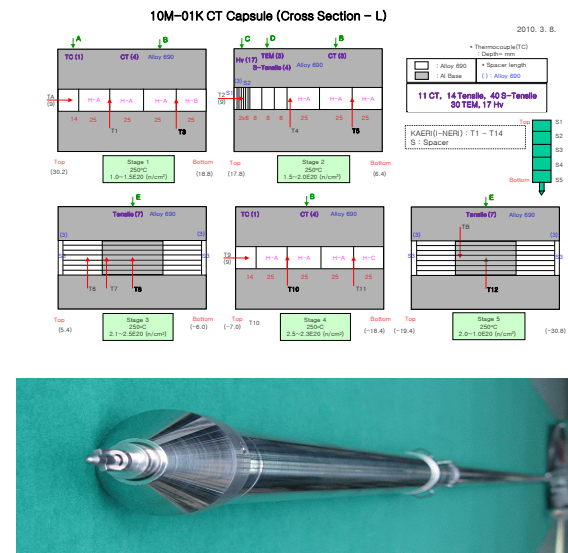 10M-01K CT Capsule (Cross Section - L)
2010. 3. 8.
A B C D B
TC (1) CT (4) Alloy 690
Hv (17) TEM (3) S-Tensile (4) Alloy 690 CT (3)
* Thermocouple(TC) : Depth= mm
: Alloy 690 * Spacer length
: Al Base ( ) : Alloy 690
11 CT, 14 Tensile, 40 S-Tensile
30 TEM, 17 Hv
KAERI(I-NERI) : T1 - T14
S : Spacer
Top S1
S2
S3
S4
Bottom S5
TA (9) H-A H-A H-A H-B
14 25 25 25 25
T1 T3
T2 (9) S1 (3) S2 H-A H-A H-A
8 8 25 25 25
T4 T5
Top (30.2) Stage 1 Bottom (18.8)
250℃
1.0~1.5E20 (n/cm²)
Top (17.8) Stage 2 Bottom (6.4)
250℃
1.5~2.0E20 (n/cm²)
E B E
Tensile (7) Alloy 690
TC (1) CT (4) Alloy 690
Tensile (7) Alloy 690
(3) (3)
T6 T7 T8
T9 (9) H-A H-A H-A H-C
14 25 25 25 25
T10 T11
(3) (3)
T8
T12
Top (5.4) Stage 3 Bottom (-6.0)
250℃
2.1~2.5E20 (n/cm²)
Top (-7.0) T10 Stage 4 Bottom (-18.4)
250℃
2.5~2.3E20 (n/cm²)
Top (-19.4) Stage 5 (-30.8)
250℃
2.0~1.0E20 (n/cm²)